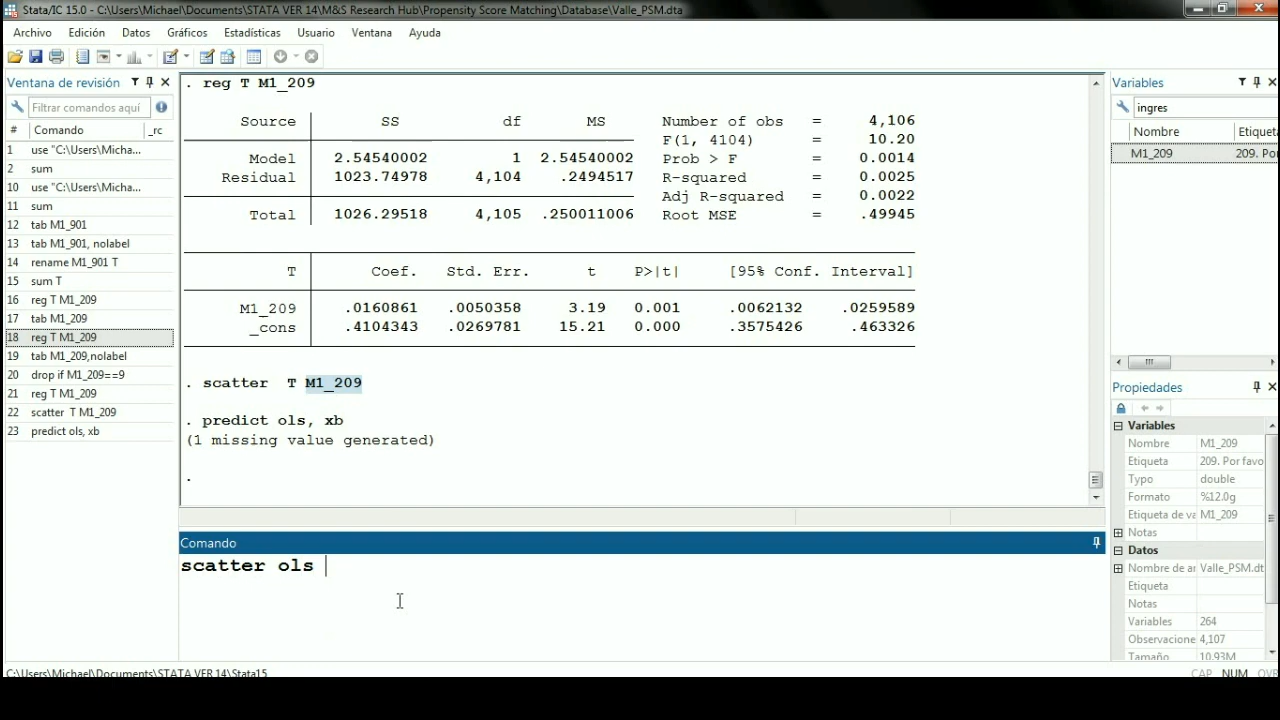 Stata/IC 15.0 - C:\Users\Michael\Documents\STATA VER 14\M&S Research Hub\Propensity Score Matching\Database\Valle_PSM.dta
Archivo Edición Datos Gráficos Estadísticas Usuario Ventana Ayuda
Ventana de revisión
Filtrar comandos aquí
# Comando _rc
1 use "C:\Users\Micha...
2 sum
10 use "C:\Users\Micha...
11 sum
12 tab M1_901
13 tab M1_901, nolabel
14 rename M1_901 T
15 sum T
16 reg T M1_209
17 tab M1_209
18 reg T M1_209
19 tab M1_209,nolabel
20 drop if M1_209==9
21 reg T M1_209
22 scatter T M1_209
23 predict ols, xb
. reg T M1_209
Source SS df MS Number of obs = 4,106
F(1, 4104) = 10.20
Model 2.54540002 1 2.54540002 Prob > F = 0.0014
Residual 1023.74978 4,104 .2494517 R-squared = 0.0025
Adj R-squared = 0.0022
Total 1026.29518 4,105 .250011006 Root MSE = .49945
T Coef. Std. Err. t P>|t| [95% Conf. Interval]
M1_209 .0160861 .0050358 3.19 0.001 .0062132 .0259589
_cons .4104343 .0269781 15.21 0.000 .3575426 .463326
. scatter T M1_209
. predict ols, xb
(1 missing value generated)
.
Comando
scatter ols
Variables
ingres
Nombre Etique
M1_209 209. Po
Propiedades
Variables
Nombre M1_209
Etiqueta 209. Por favo
Typo double
Formato %12.0g
Etiqueta de va M1_209
Notas
Datos
Nombre de ar Valle_PSM.dt
Etiqueta
Notas
Variables 264
Observacione 4,107
Tamaño 10.93M
C:\Users\Michael\Documents\STATA VER 14\Stata15
CAP NUM OVR